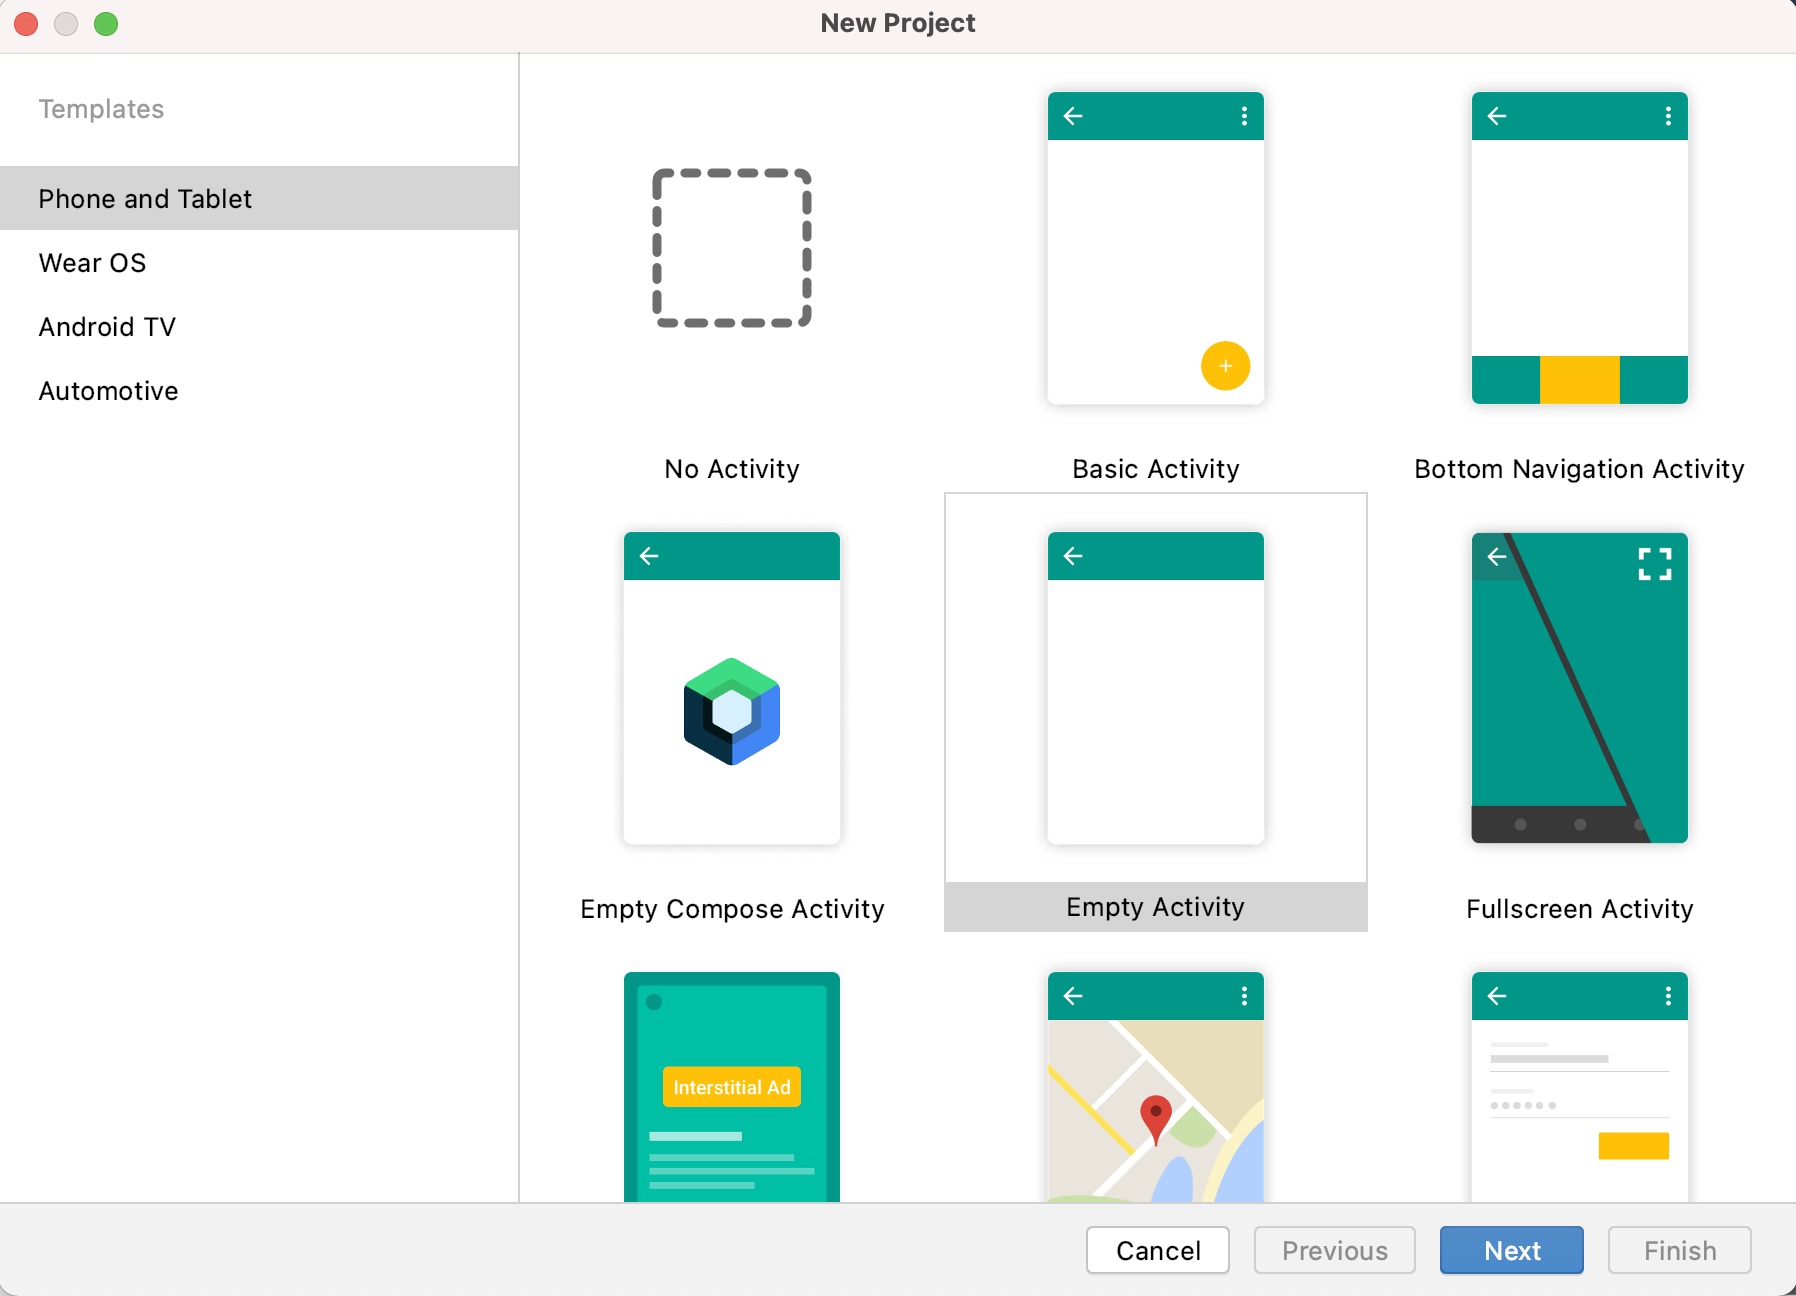 New Project
Templates
Phone and Tablet
Wear OS
Android TV
Automotive
No Activity
Basic Activity
Bottom Navigation Activity
Empty Compose Activity
Empty Activity
Fullscreen Activity
Interstitial Ad
Cancel
Previous
Next
Finish